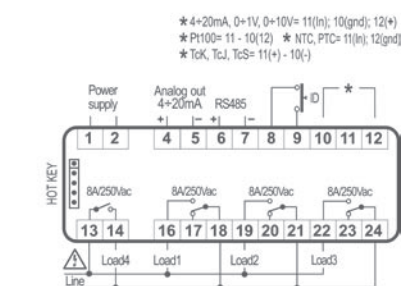 * 4÷20mA, 0÷1V, 0÷10V= 11(In); 10(gnd); 12(+)
* Pt100= 11 - 10(12) * NTC, PTC= 11(In); 12(gnd)
* TcK, TcJ, TcS= 11(+) - 10(-)
Power supply
Analog out 4÷20mA
RS485
ID
*
+ - + -
1 2 4 5 6 7 8 9 10 11 12
HOT KEY
8A/250Vac 8A/250Vac 8A/250Vac 8A/250Vac
13 14 16 17 18 19 20 21 22 23 24
Load4 Load1 Load2 Load3
Line